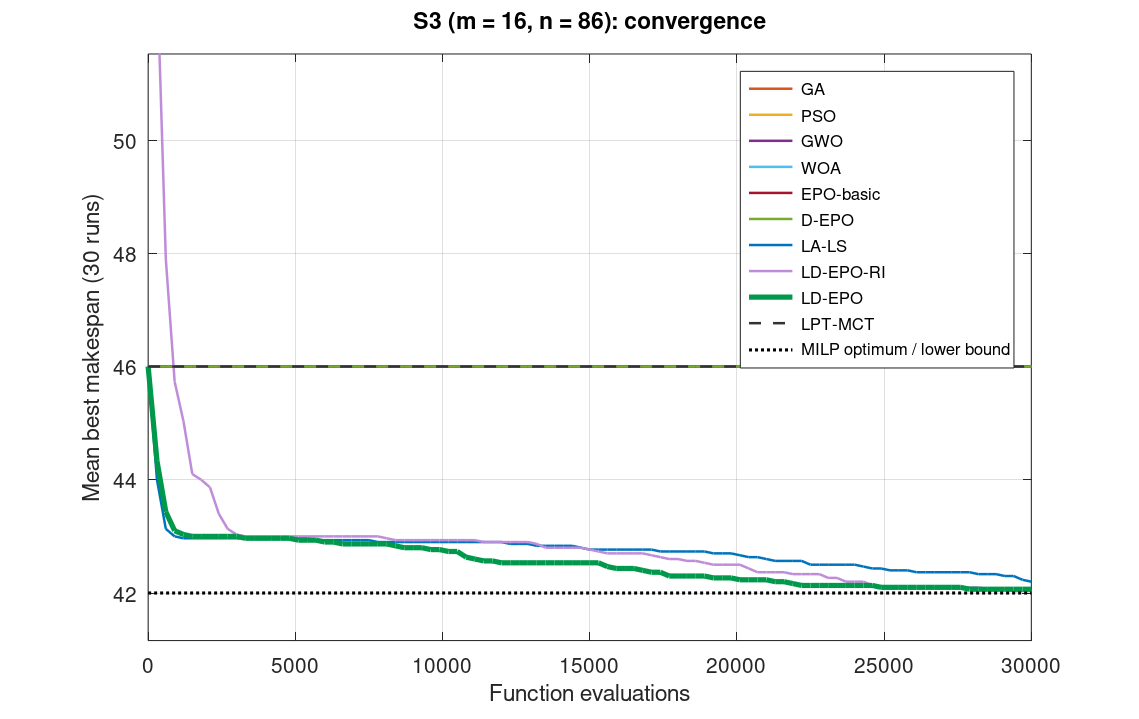 S3 (m = 16, n = 86): convergence
Mean best makespan (30 runs)
50
48
46
44
42
0
5000
10000
15000
20000
25000
30000
Function evaluations
GA
PSO
GWO
WOA
EPO-basic
D-EPO
LA-LS
LD-EPO-RI
LD-EPO
LPT-MCT
MILP optimum / lower bound